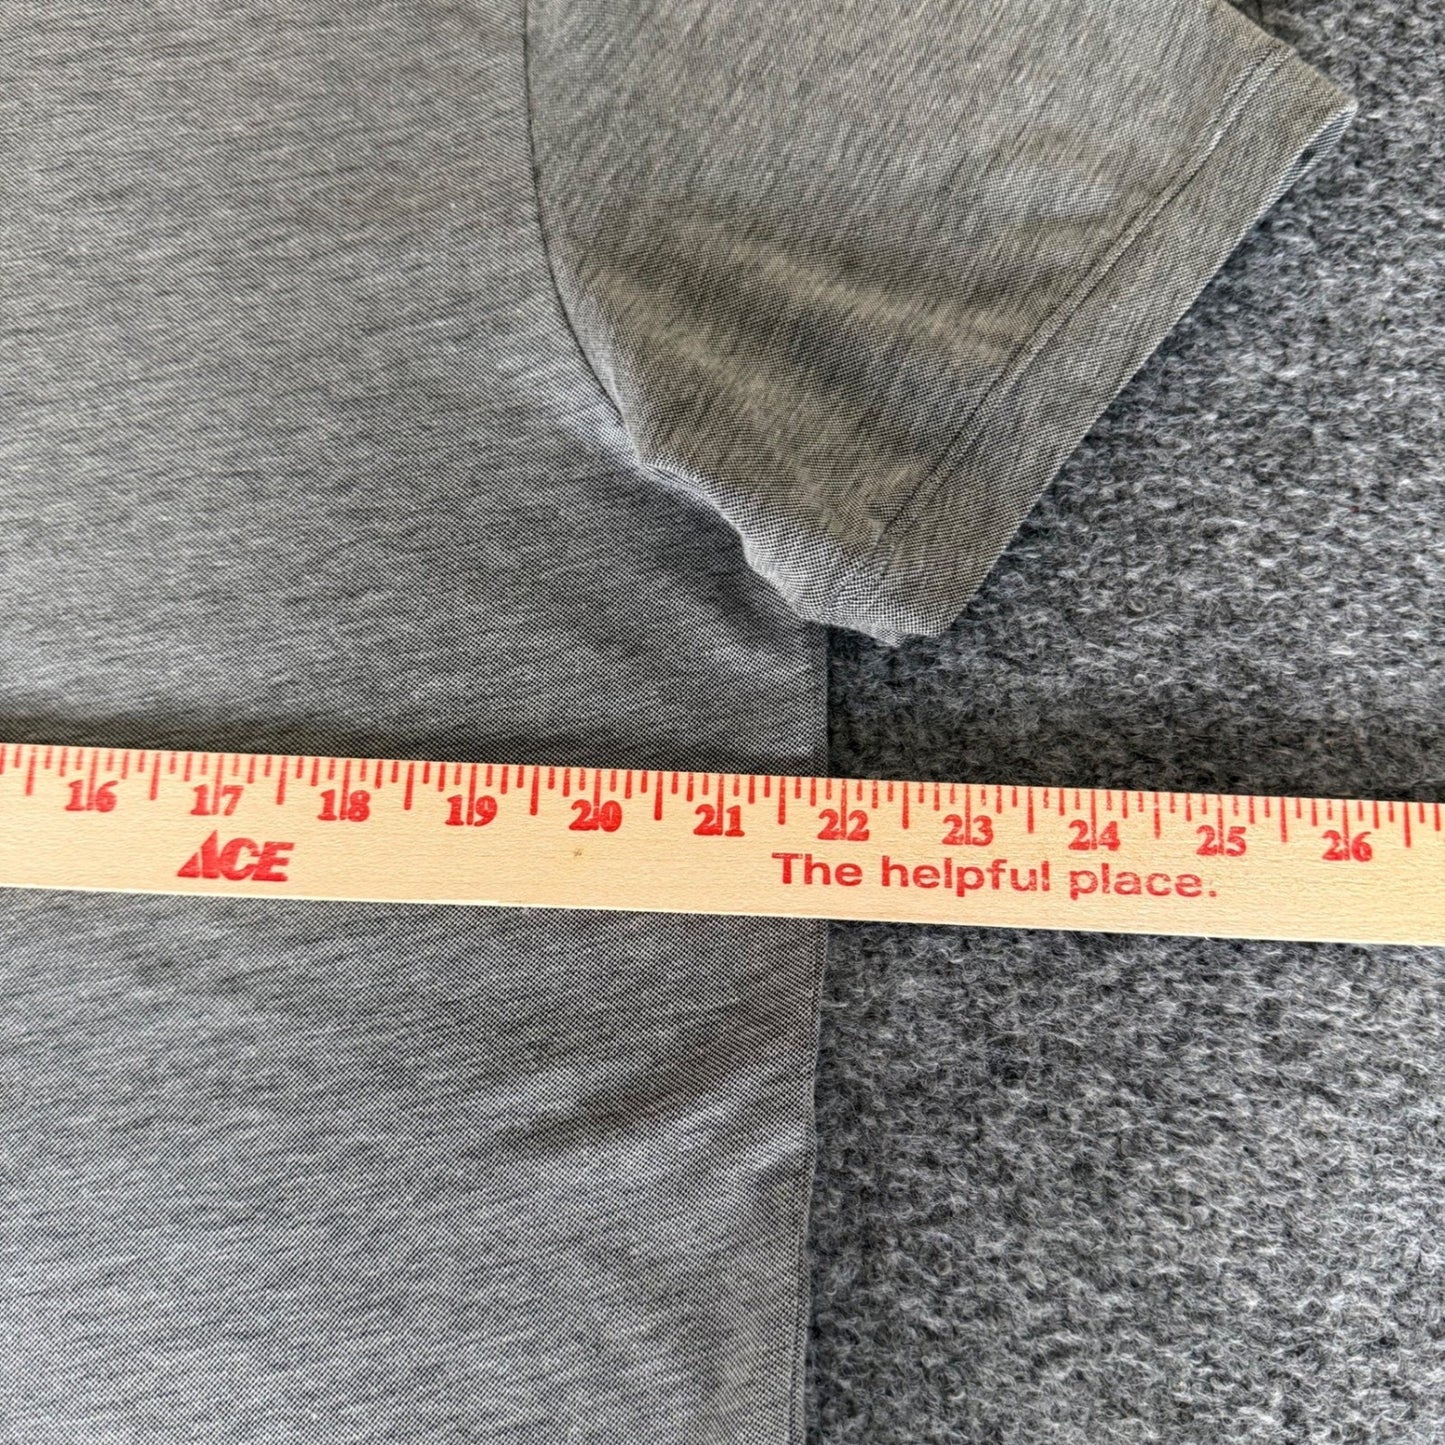 16 17 18 19 20 21 22 23 24 25 26
ACE The helpful place.